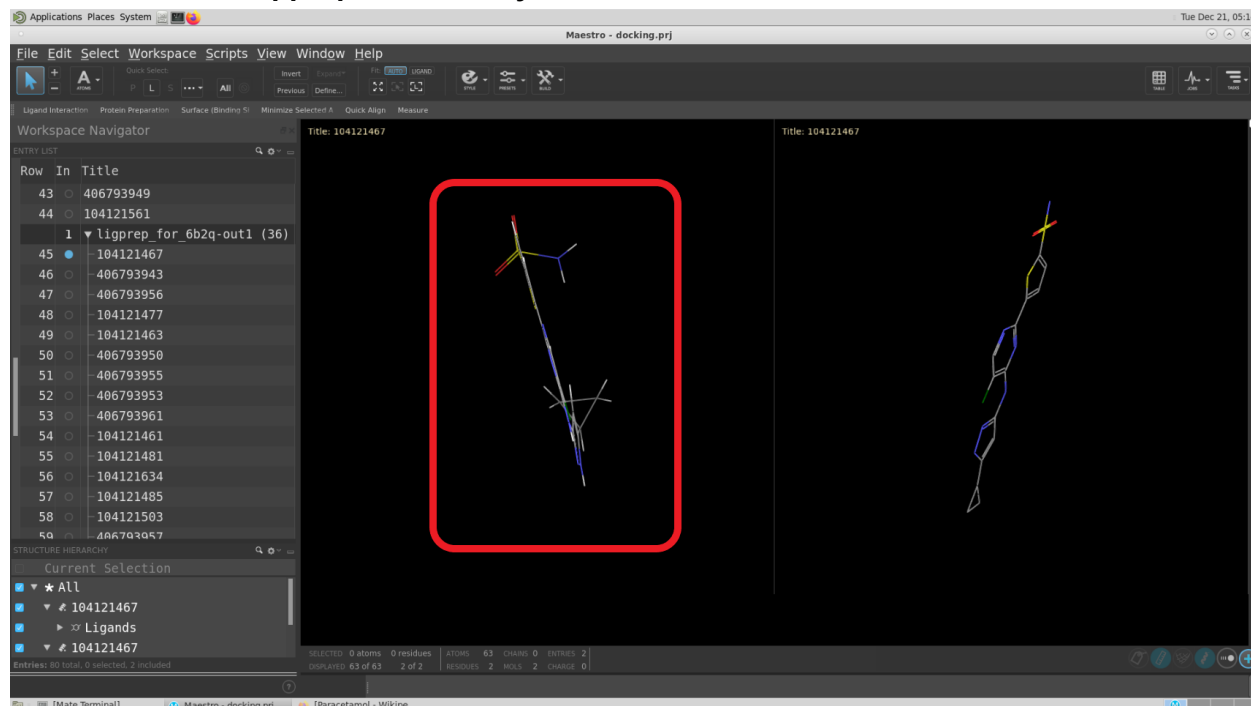 Applications Places System Tue Dec 21, 05:1
Maestro - docking.prj
File Edit Select Workspace Scripts View Window Help
Quick Select: Invert Expand Fit: AUTO LIGAND
ATOMS P L S All Previous Define... STYLE PRESETS BUILD TABLE JOBS TASKS
Ligand Interaction Protein Preparation Surface (Binding Si Minimize Selected A Quick Align Measure
Workspace Navigator
ENTRY LIST
Row In Title
43 406793949
44 104121561
1 ligprep_for_6b2q-out1 (36)
45 104121467
46 406793943
47 406793956
48 104121477
49 104121463
50 406793950
51 406793955
52 406793953
53 406793961
54 104121461
55 104121481
56 104121634
57 104121485
58 104121503
59 406793957
STRUCTURE HIERARCHY
Current Selection
All
104121467
Ligands
104121467
Entries: 80 total, 0 selected, 2 included
Title: 104121467
Title: 104121467
SELECTED 0 atoms 0 residues ATOMS 63 CHAINS 0 ENTRIES 2
DISPLAYED 63 of 63 2 of 2 RESIDUES 2 MOLS 2 CHARGE 0
[Mate Terminal] Maestro - docking.prj [Paracetamol - Wikipe